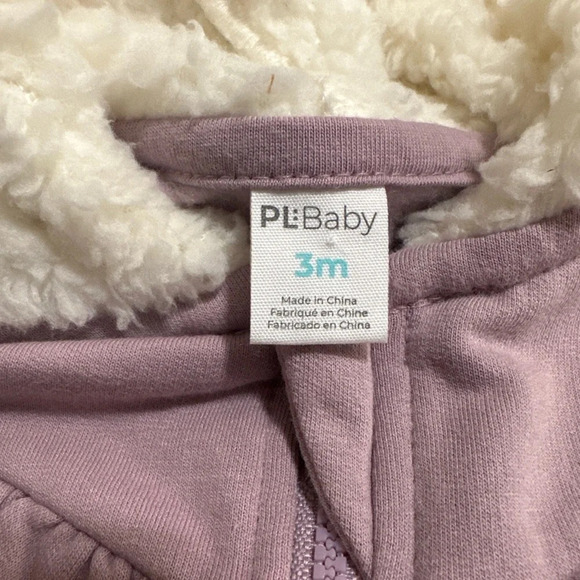 PL Baby
3m
Made in China
Fabriqué en Chine
Fabricado en China